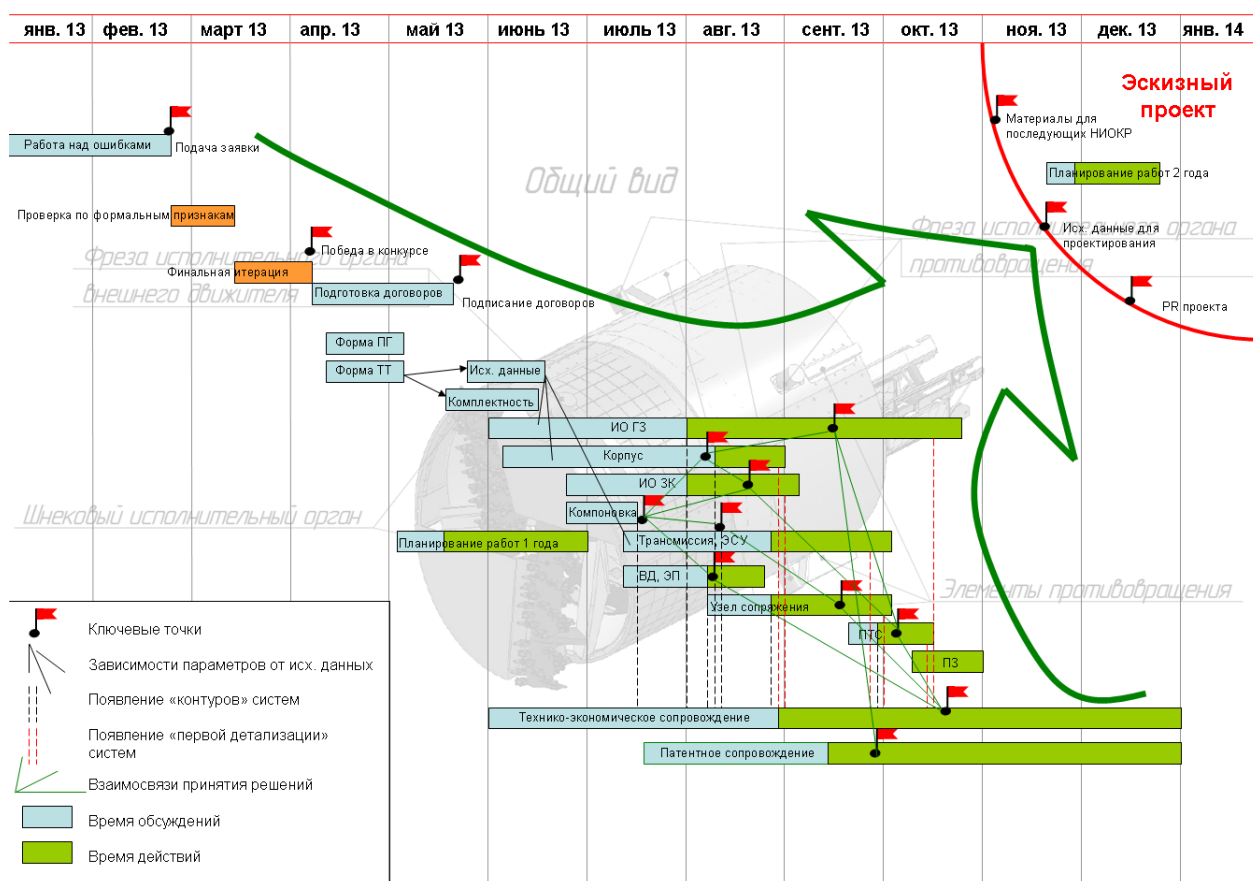 янв. 13 фев. 13 март 13 апр. 13 май 13 июнь 13 июль 13 авг. 13 сент. 13 окт. 13 ноя. 13 дек. 13 янв. 14
Эскизный
проект
Материалы для
последующих НИОКР
Работа над ошибками
Подача заявки
Планирование работ 2 года
Общий вид
Проверка по формальным признакам
Фреза исполнительного органа
противовращения
Исх. данные для
проектирования
Победа в конкурсе
Фреза исполнительного органа
внешнего движителя
Финальная итерация
Подготовка договоров
Подписание договоров
PR проекта
Форма ПГ
Форма ТТ
Исх. данные
Комплектность
ИО ГЗ
Корпус
ИО ЗК
Компоновка
Шнековый исполнительный орган
Планирование работ 1 года
Трансмиссия, ЭСУ
ВД, ЭП
Элементы противовращения
Узел сопряжения
ПТС
ПЗ
Технико-экономическое сопровождение
Патентное сопровождение
Ключевые точки
Зависимости параметров от исх. данных
Появление «контуров» систем
Появление «первой детализации»
систем
Взаимосвязи принятия решений
Время обсуждений
Время действий